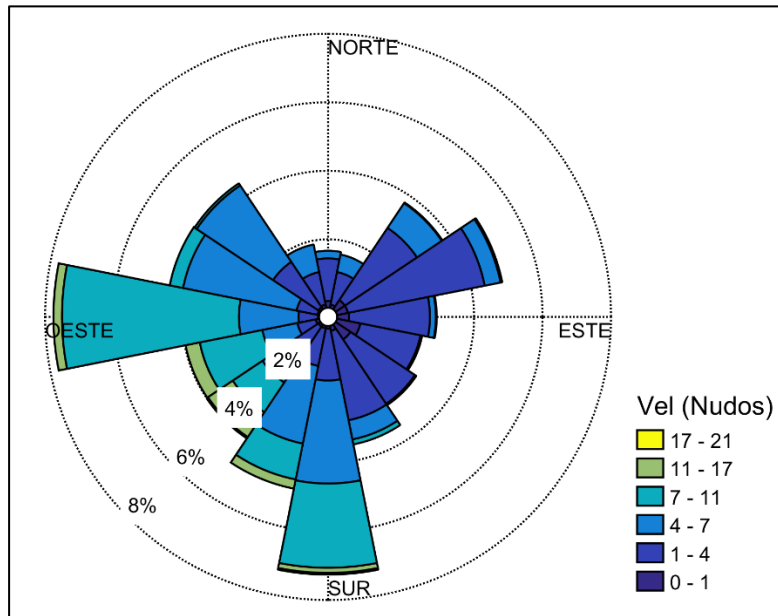 NORTE
OESTE
ESTE
SUR
2%
4%
6%
8%
Vel (Nudos)
17 - 21
11 - 17
7 - 11
4 - 7
1 - 4
0 - 1